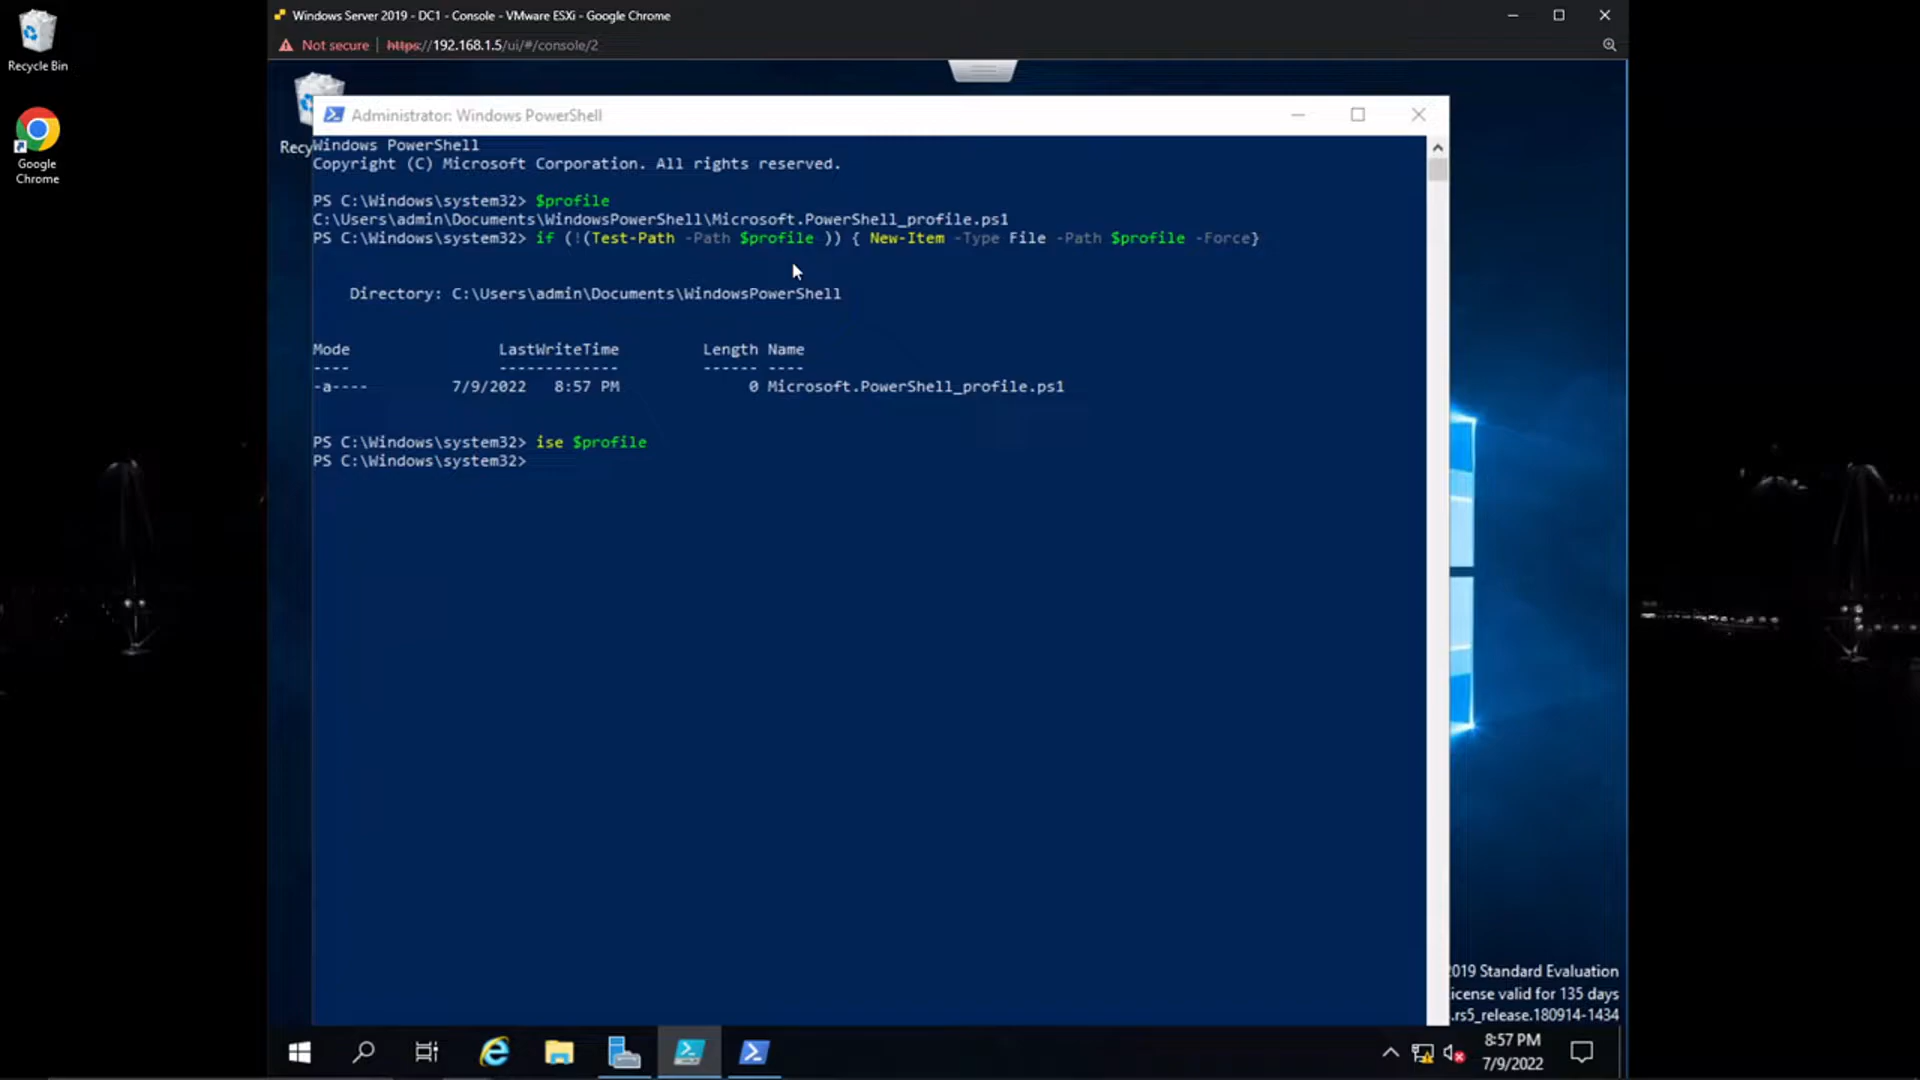 Windows Server 2019 - DC1 - Console - VMware ESXi - Google Chrome
Not secure | https://192.168.1.5/ui/#/console/2
Recycle Bin
Google
Chrome
Recy
Administrator: Windows PowerShell
Windows PowerShell
Copyright (C) Microsoft Corporation. All rights reserved.
PS C:\Windows\system32> $profile
C:\Users\admin\Documents\WindowsPowerShell\Microsoft.PowerShell_profile.ps1
PS C:\Windows\system32> if (!(Test-Path -Path $profile )) { New-Item -Type File -Path $profile -Force}
Directory: C:\Users\admin\Documents\WindowsPowerShell
Mode LastWriteTime Length Name
---- ------------- ------ ----
-a---- 7/9/2022 8:57 PM 0 Microsoft.PowerShell_profile.ps1
PS C:\Windows\system32> ise $profile
PS C:\Windows\system32>
2019 Standard Evaluation
icense valid for 135 days
.rs5_release.180914-1434
8:57 PM
7/9/2022